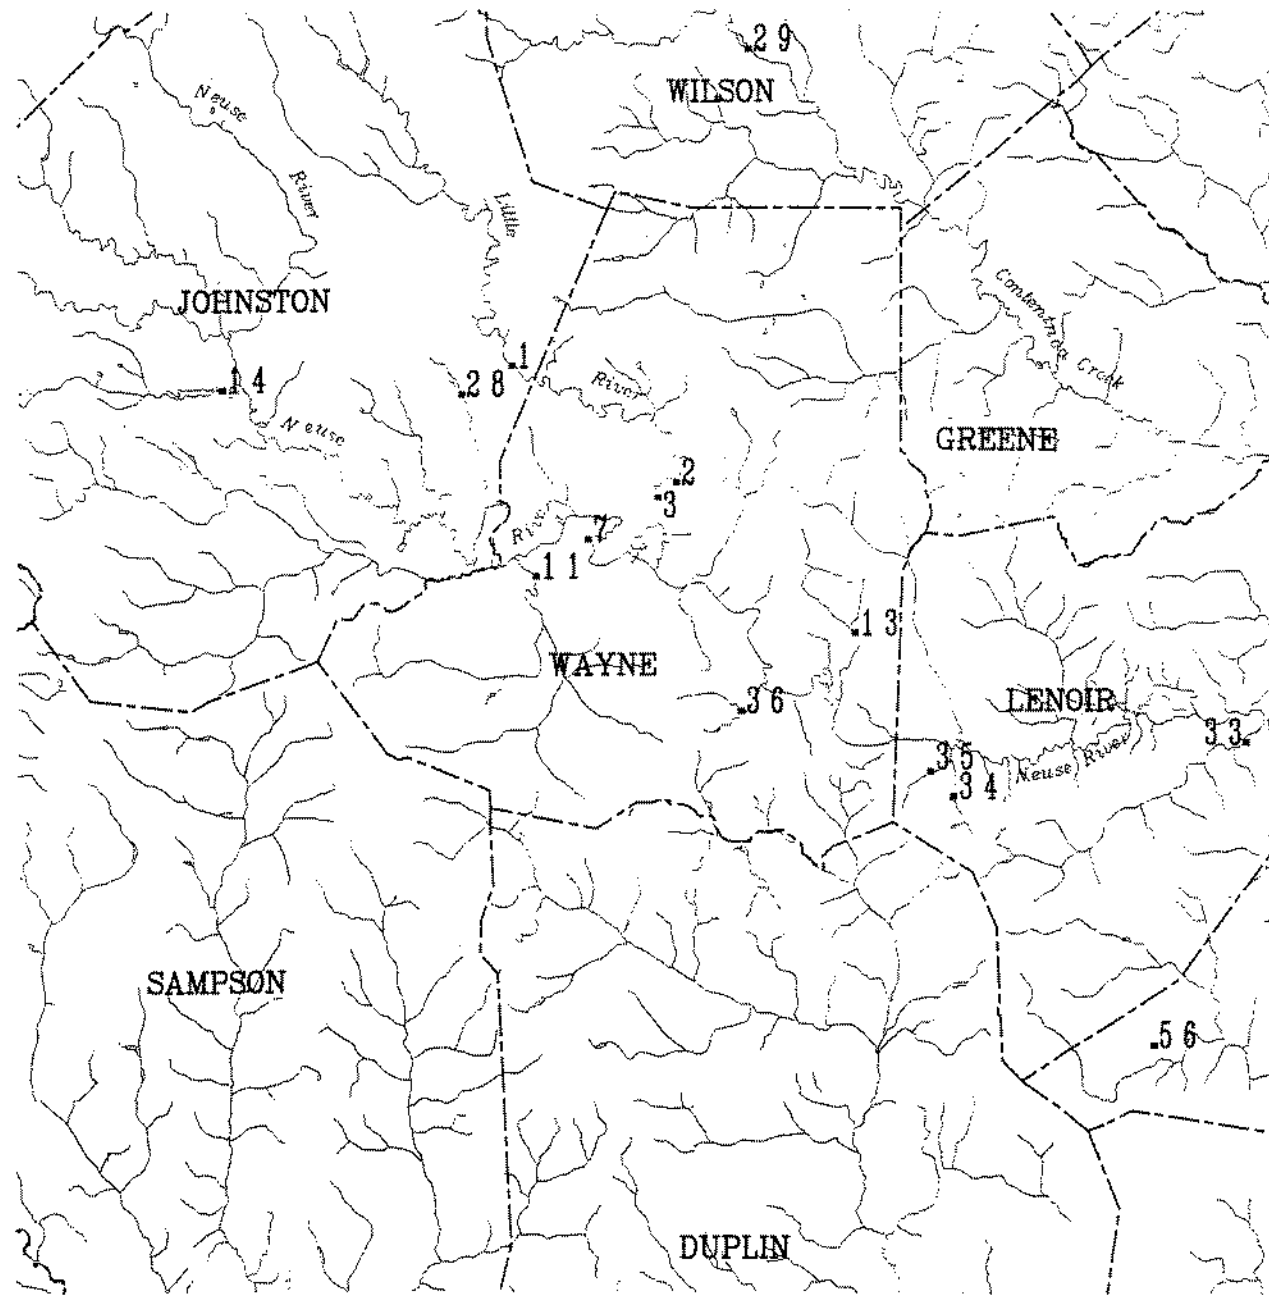 29
WILSON
Neuse
River
Little
JOHNSTON
Contentnea Creek
1
14
28
River
Neuse
GREENE
2
3
River
7
11
13
WAYNE
36
LENOIR
33
35
34
Neuse River
SAMPSON
56
DUPLIN